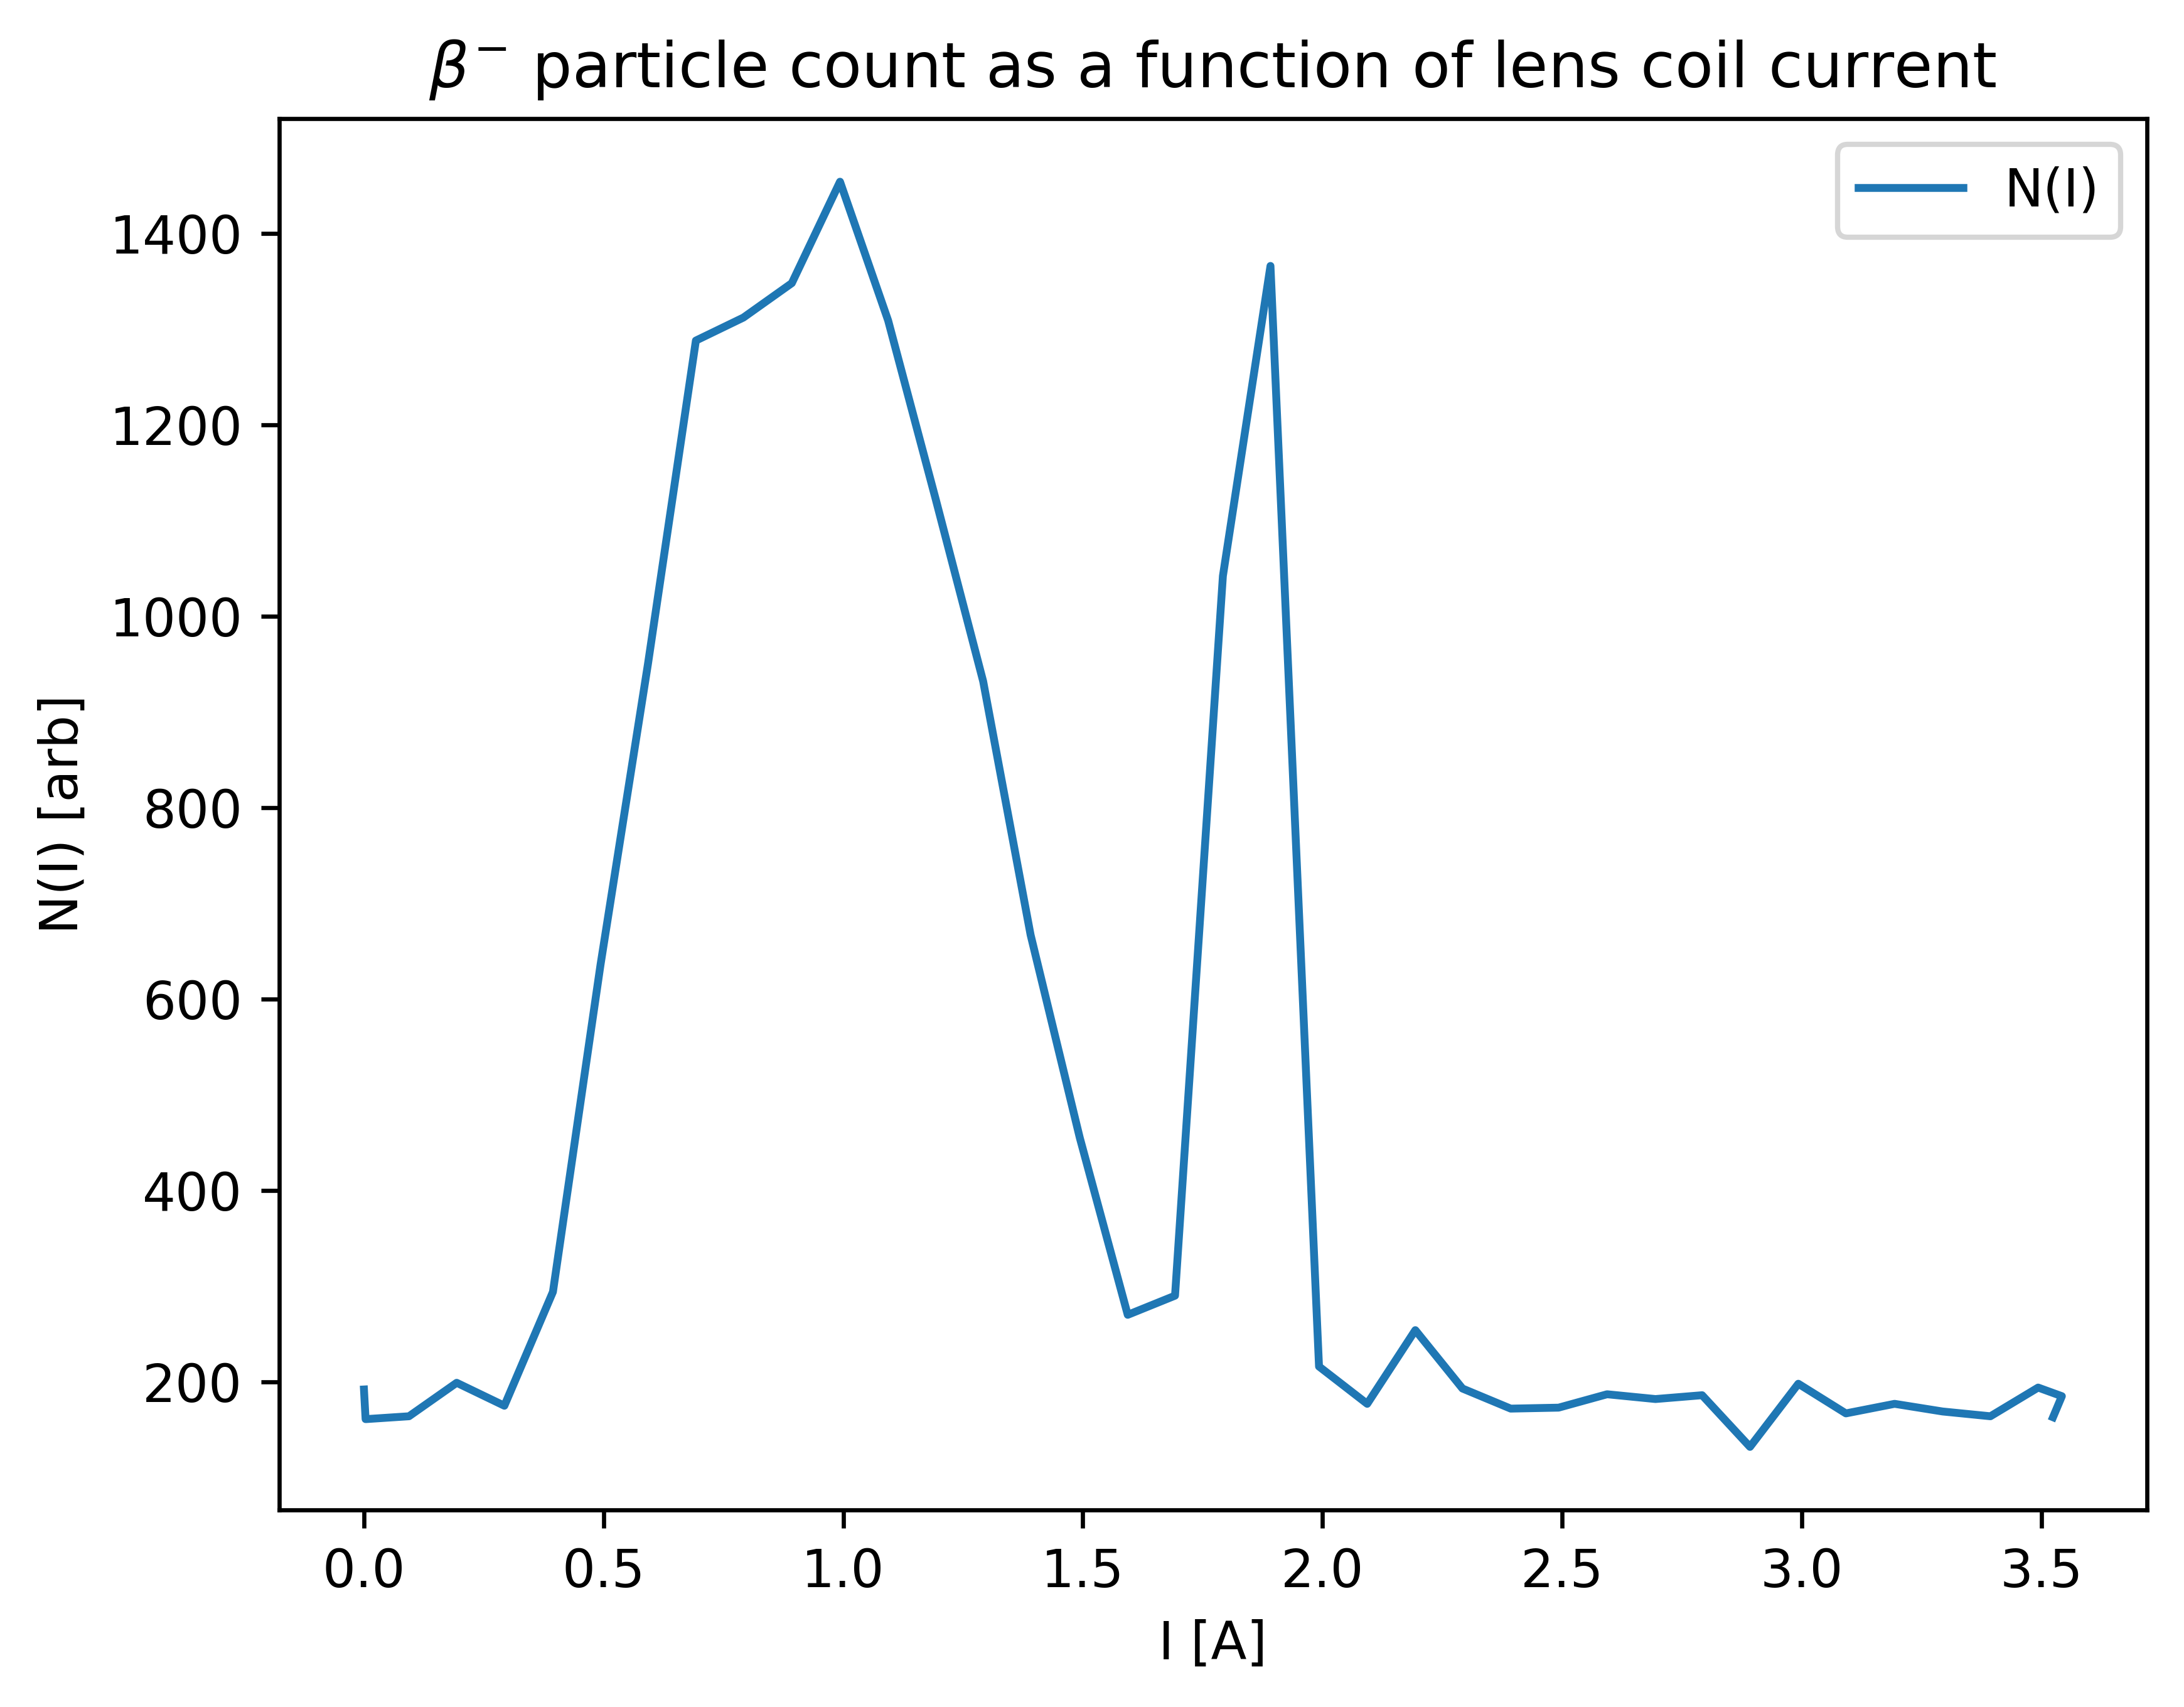 β⁻ particle count as a function of lens coil current
N(I)
N(I) [arb]
1400
1200
1000
800
600
400
200
0.0 0.5 1.0 1.5 2.0 2.5 3.0 3.5
I [A]